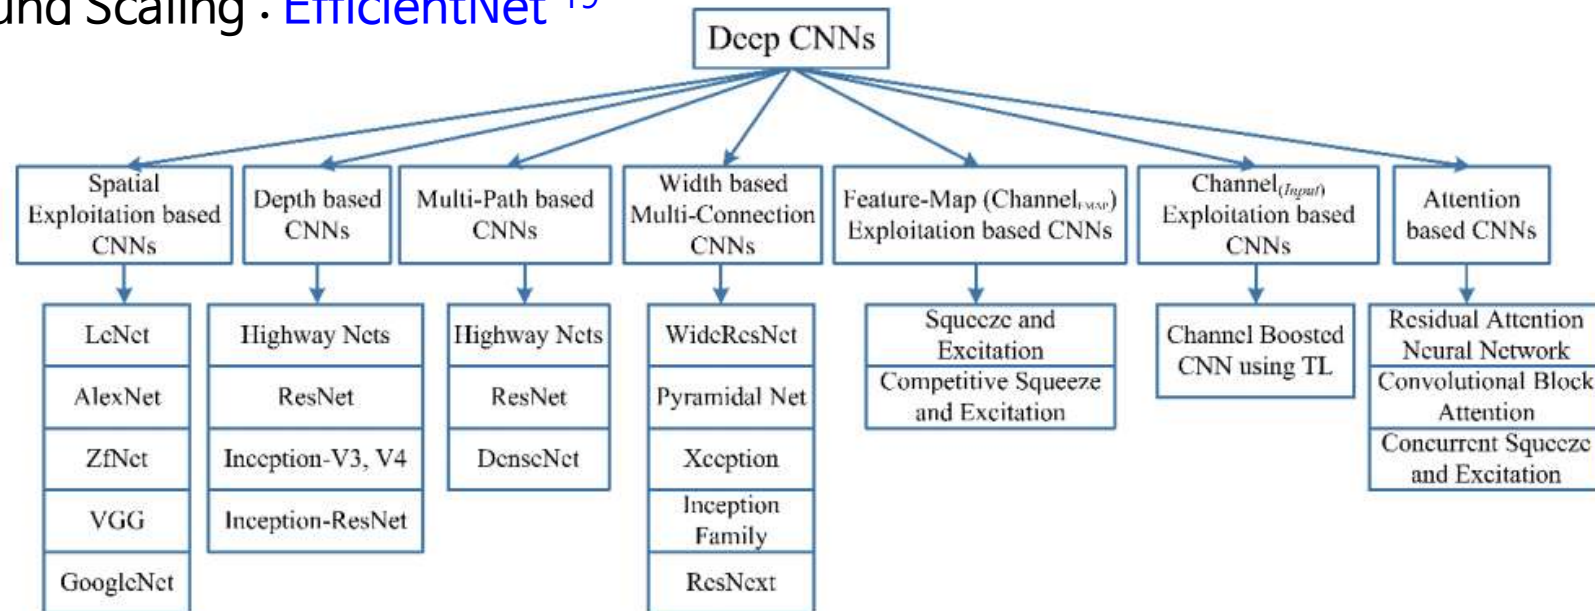 und Scaling : EfficientNet '19
Deep CNNs
Spatial
Exploitation based
CNNs
Depth based
CNNs
Multi-Path based
CNNs
Width based
Multi-Connection
CNNs
Feature-Map (Channel FMAP)
Exploitation based CNNs
Channel(Input)
Exploitation based
CNNs
Attention
based CNNs
LeNet
AlexNet
ZfNet
VGG
GoogleNet
Highway Nets
ResNet
Inception-V3, V4
Inception-ResNet
Highway Nets
ResNet
DenseNet
WideResNet
Pyramidal Net
Xception
Inception
Family
ResNext
Squeeze and
Excitation
Competitive Squeeze
and Excitation
Channel Boosted
CNN using TL
Residual Attention
Neural Network
Convolutional Block
Attention
Concurrent Squeeze
and Excitation